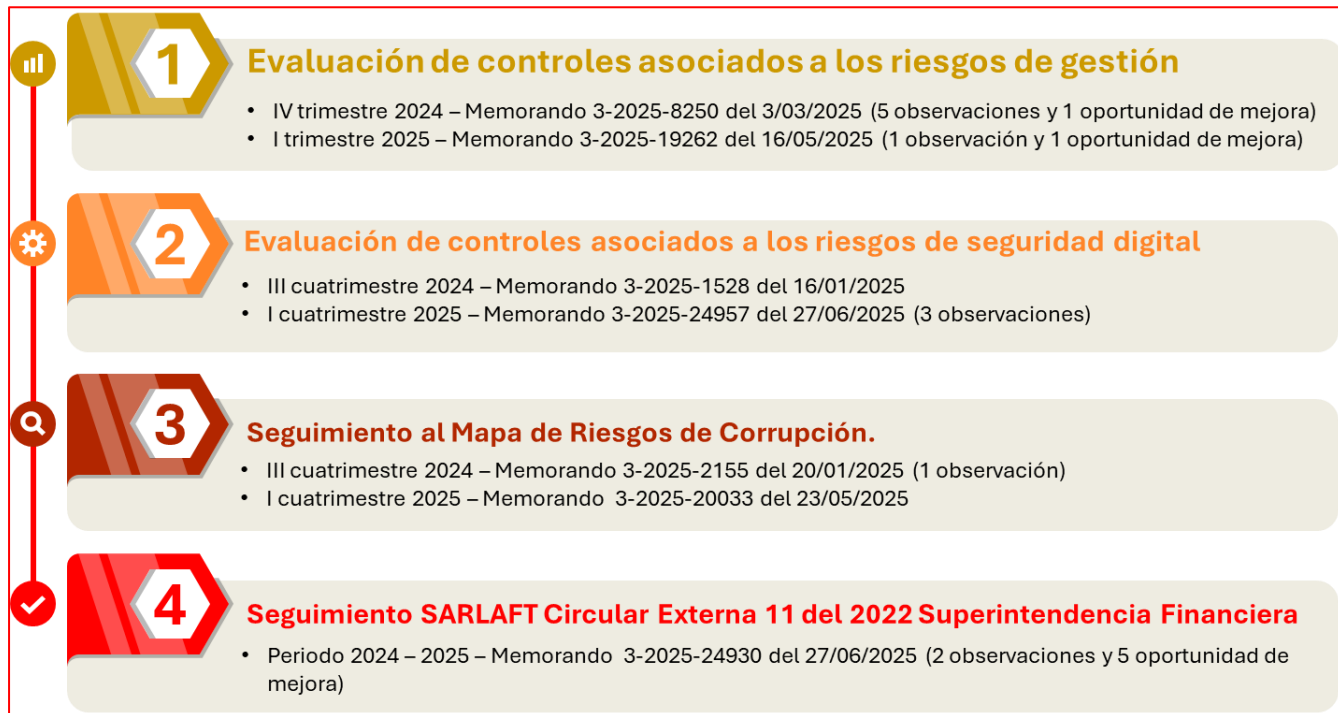 1
Evaluación de controles asociados a los riesgos de gestión
• IV trimestre 2024 – Memorando 3-2025-8250 del 3/03/2025 (5 observaciones y 1 oportunidad de mejora)
• I trimestre 2025 – Memorando 3-2025-19262 del 16/05/2025 (1 observación y 1 oportunidad de mejora)
2
Evaluación de controles asociados a los riesgos de seguridad digital
• III cuatrimestre 2024 – Memorando 3-2025-1528 del 16/01/2025
• I cuatrimestre 2025 – Memorando 3-2025-24957 del 27/06/2025 (3 observaciones)
3
Seguimiento al Mapa de Riesgos de Corrupción.
• III cuatrimestre 2024 – Memorando 3-2025-2155 del 20/01/2025 (1 observación)
• I cuatrimestre 2025 – Memorando 3-2025-20033 del 23/05/2025
4
Seguimiento SARLAFT Circular Externa 11 del 2022 Superintendencia Financiera
• Periodo 2024 – 2025 – Memorando 3-2025-24930 del 27/06/2025 (2 observaciones y 5 oportunidad de
mejora)